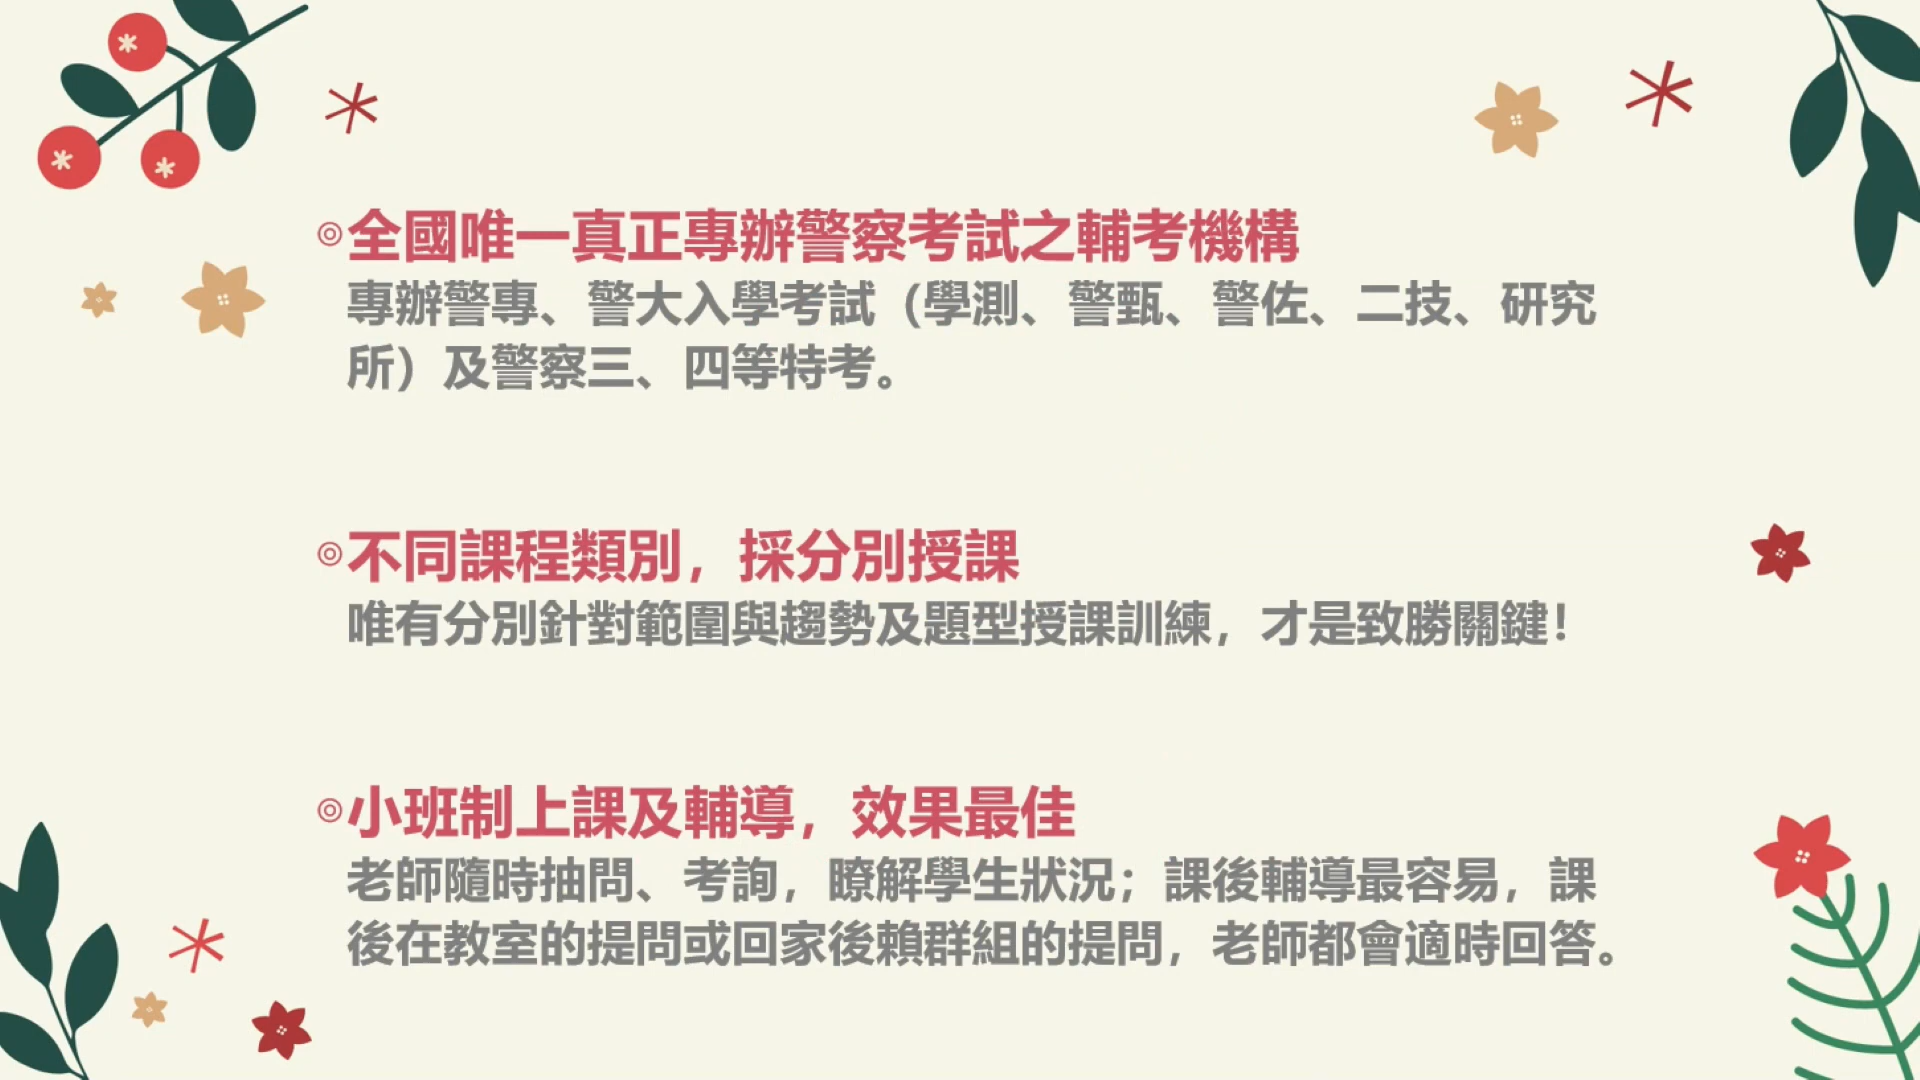 ◎全國唯一真正專辦警察考試之輔考機構
專辦警專、警大入學考試（學測、警甄、警佐、二技、研究
所）及警察三、四等特考。
◎不同課程類別，採分別授課
唯有分別針對範圍與趨勢及題型授課訓練，才是致勝關鍵！
◎小班制上課及輔導，效果最佳
老師隨時抽問、考詢，瞭解學生狀況；課後輔導最容易，課
後在教室的提問或回家後賴群組的提問，老師都會適時回答。